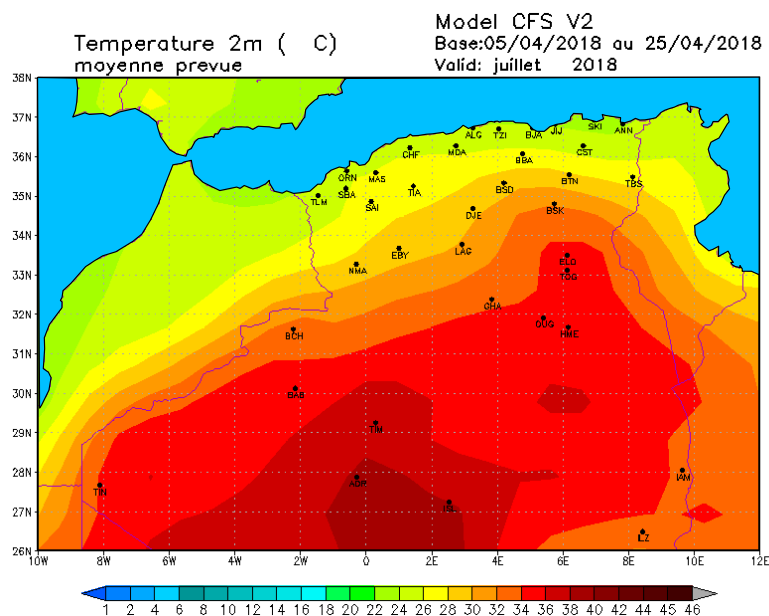 Temperature 2m ( C)
moyenne prevue
Model CFS V2
Base:05/04/2018 au 25/04/2018
Valid: juillet 2018
38N
37N
36N
35N
34N
33N
32N
31N
30N
29N
28N
27N
26N
ALG
TZI
BJA
JIJ
SKI
ANN
CHF
MDA
BBA
CST
ORN
MAS
SBA
TIA
BSD
BTN
TBS
TLM
SAI
DJE
BSK
EBY
LAG
NMA
ELO
TOG
GHA
OUG
HME
BCH
BAB
TIM
TIN
ADR
IAM
10W 8W 6W 4W 2W 0 2E 4E 6E 8E 10E 12E
1 2 4 6 10 12 14 16 18 20 22 24 26 28 30 32 34 36 38 40 42 45 46